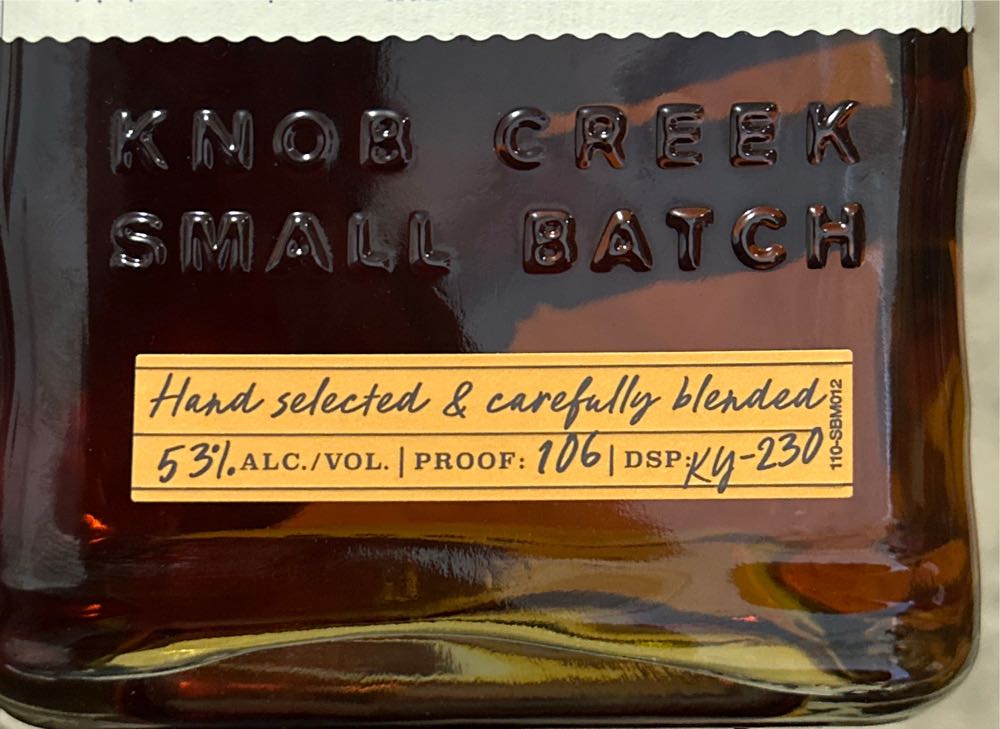 KNOB CREEK
SMALL BATCH
Hand selected & carefully blended
53%. ALC./VOL. | PROOF: 106 | DSP: KY-230
110-SBM012